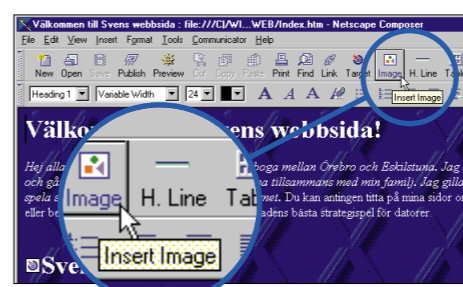 Välkommen till Svens webbsida : file:///C|/WI...WEB/Index.htm - Netscape Composer
File Edit View Insert Format Tools Communicator Help
New Open Save Publish Preview Cut Copy Paste Print Find Link Target Image H. Line Tab
Heading 1 Variable Width 24 A A A
Insert Image
Välko ens webbsida!
Hej alla boga mellan Örebro och Eskilstuna. Jag
och gå a tillsammans med min familj. Jag gilla
spela s net. Du kan antingen titta på mina sidor o
eller be adens bästa strategispel för datorer.
Sve
Image H. Line Tab
Insert Image